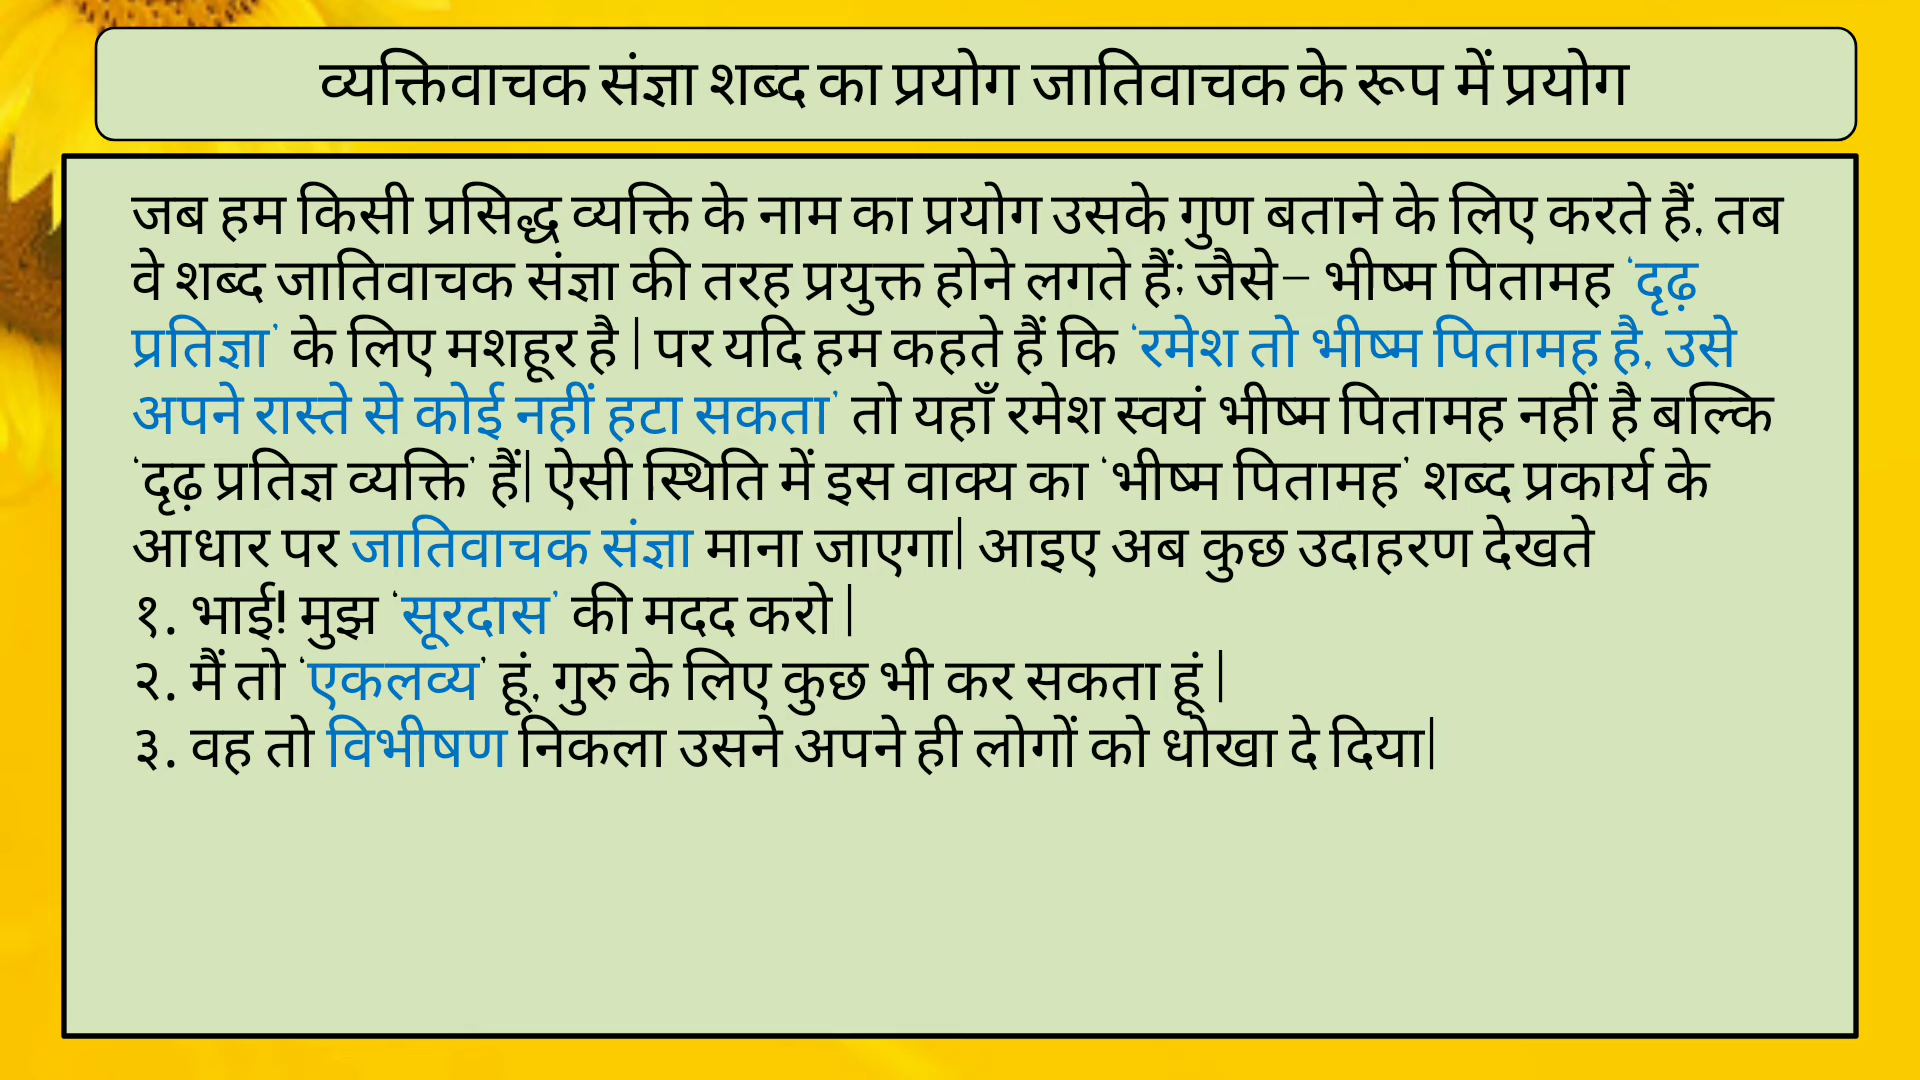 व्यक्तिवाचक संज्ञा शब्द का प्रयोग जातिवाचक के रूप में प्रयोग
जब हम किसी प्रसिद्ध व्यक्ति के नाम का प्रयोग उसके गुण बताने के लिए करते हैं, तब
वे शब्द जातिवाचक संज्ञा की तरह प्रयुक्त होने लगते हैं; जैसे– भीष्म पितामह ‘दृढ़
प्रतिज्ञा’ के लिए मशहूर है | पर यदि हम कहते हैं कि ‘रमेश तो भीष्म पितामह है, उसे
अपने रास्ते से कोई नहीं हटा सकता’ तो यहाँ रमेश स्वयं भीष्म पितामह नहीं है बल्कि
‘दृढ़ प्रतिज्ञ व्यक्ति’ हैं| ऐसी स्थिति में इस वाक्य का ‘भीष्म पितामह’ शब्द प्रकार्य के
आधार पर जातिवाचक संज्ञा माना जाएगा| आइए अब कुछ उदाहरण देखते
१. भाई! मुझ ‘सूरदास’ की मदद करो |
२. मैं तो ‘एकलव्य’ हूं, गुरु के लिए कुछ भी कर सकता हूं |
३. वह तो विभीषण निकला उसने अपने ही लोगों को धोखा दे दिया|